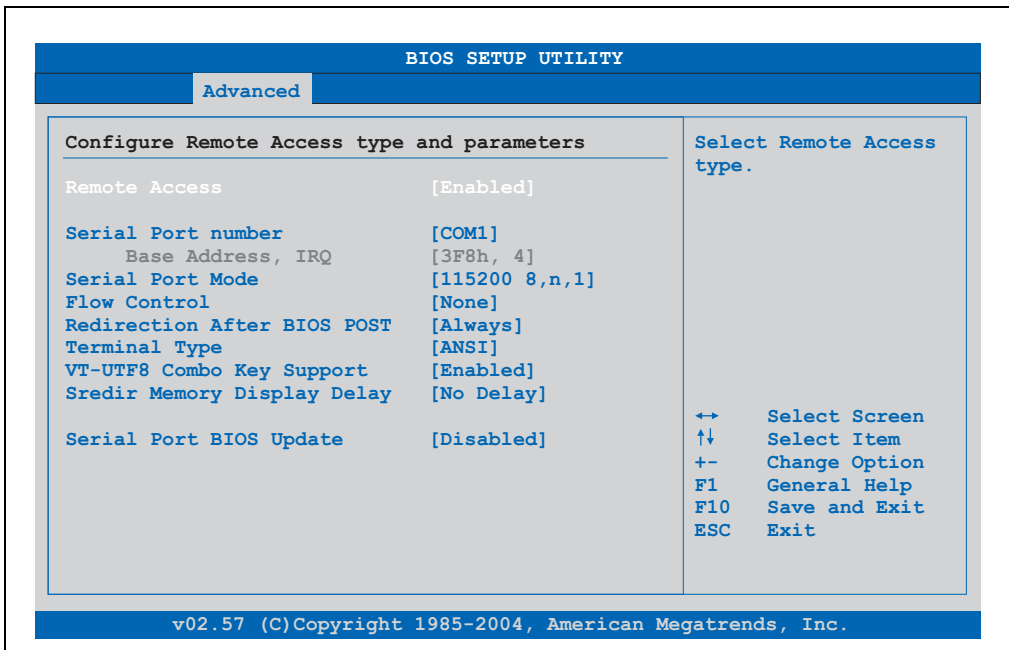 BIOS SETUP UTILITY
Advanced
Configure Remote Access type and parameters
Remote Access [Enabled]
Serial Port number [COM1]
Base Address, IRQ [3F8h, 4]
Serial Port Mode [115200 8,n,1]
Flow Control [None]
Redirection After BIOS POST [Always]
Terminal Type [ANSI]
VT-UTF8 Combo Key Support [Enabled]
Sredir Memory Display Delay [No Delay]
Serial Port BIOS Update [Disabled]
Select Remote Access
type.
↔ Select Screen
↑↓ Select Item
+- Change Option
F1 General Help
F10 Save and Exit
ESC Exit
v02.57 (C)Copyright 1985-2004, American Megatrends, Inc.